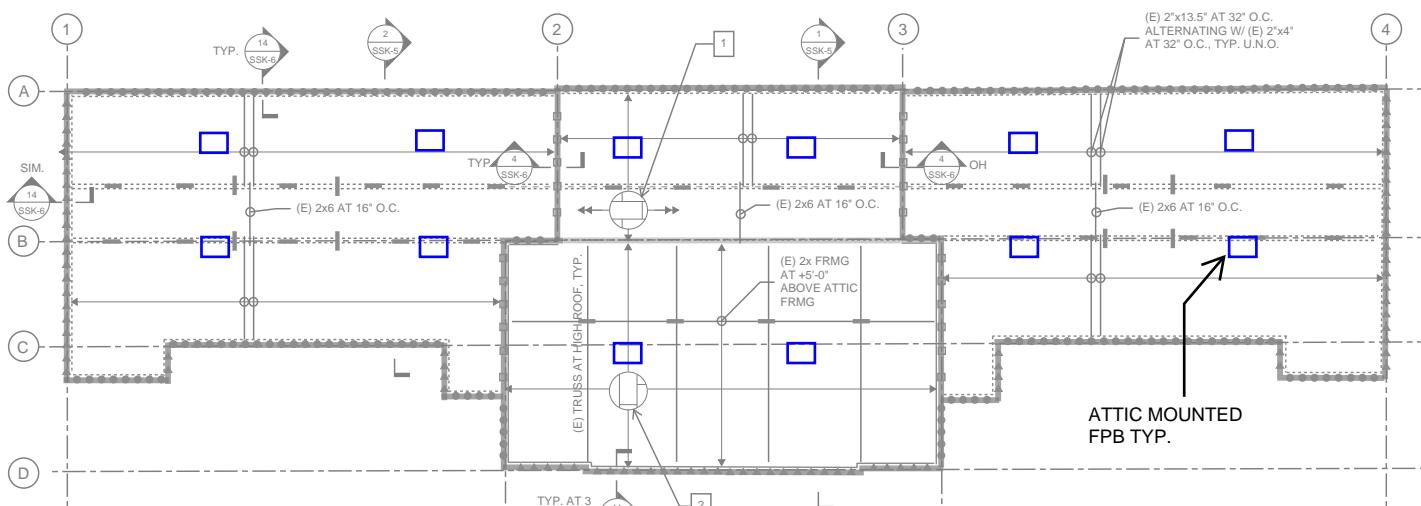 1
2
3
4
14
SSK-6
TYP.
2
SSK-5
1
1
SSK-5
(E) 2"x13.5" AT 32" O.C.
ALTERNATING W/ (E) 2"x4"
AT 32" O.C., TYP. U.N.O.
A
SIM.
14
SSK-6
TYP.
4
SSK-6
4
SSK-6
OH
(E) 2x6 AT 16" O.C.
(E) 2x6 AT 16" O.C.
(E) 2x6 AT 16" O.C.
B
(E) 2x FRMG
AT +5'-0"
ABOVE ATTIC
FRMG
(E) TRUSS AT HIGH ROOF, TYP.
C
ATTIC MOUNTED
FPB TYP.
D
TYP. AT 3
2